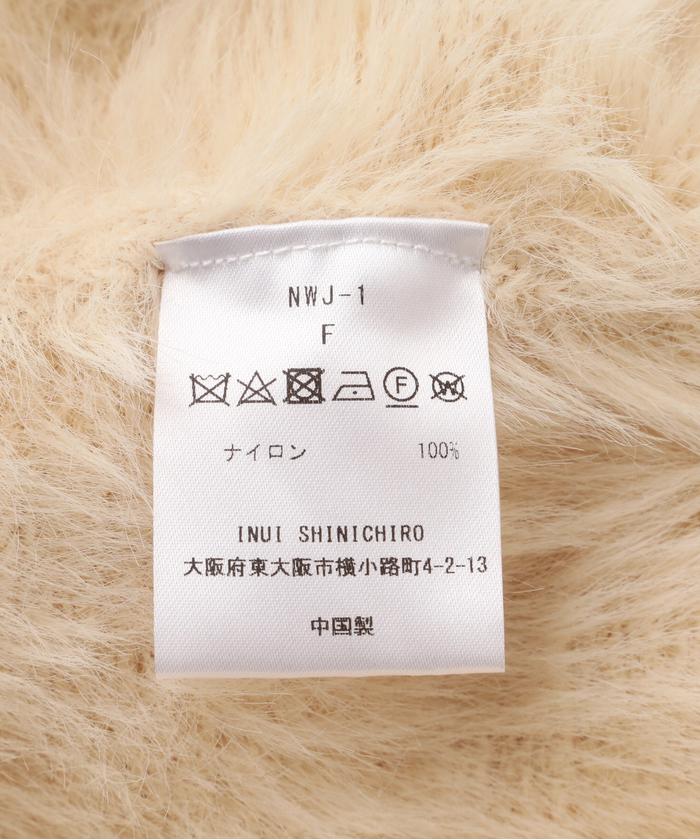 NWJ-1
F
F W
ナイロン 100%
INUI SHINICHIRO
大阪府東大阪市横小路町4-2-13
中国製